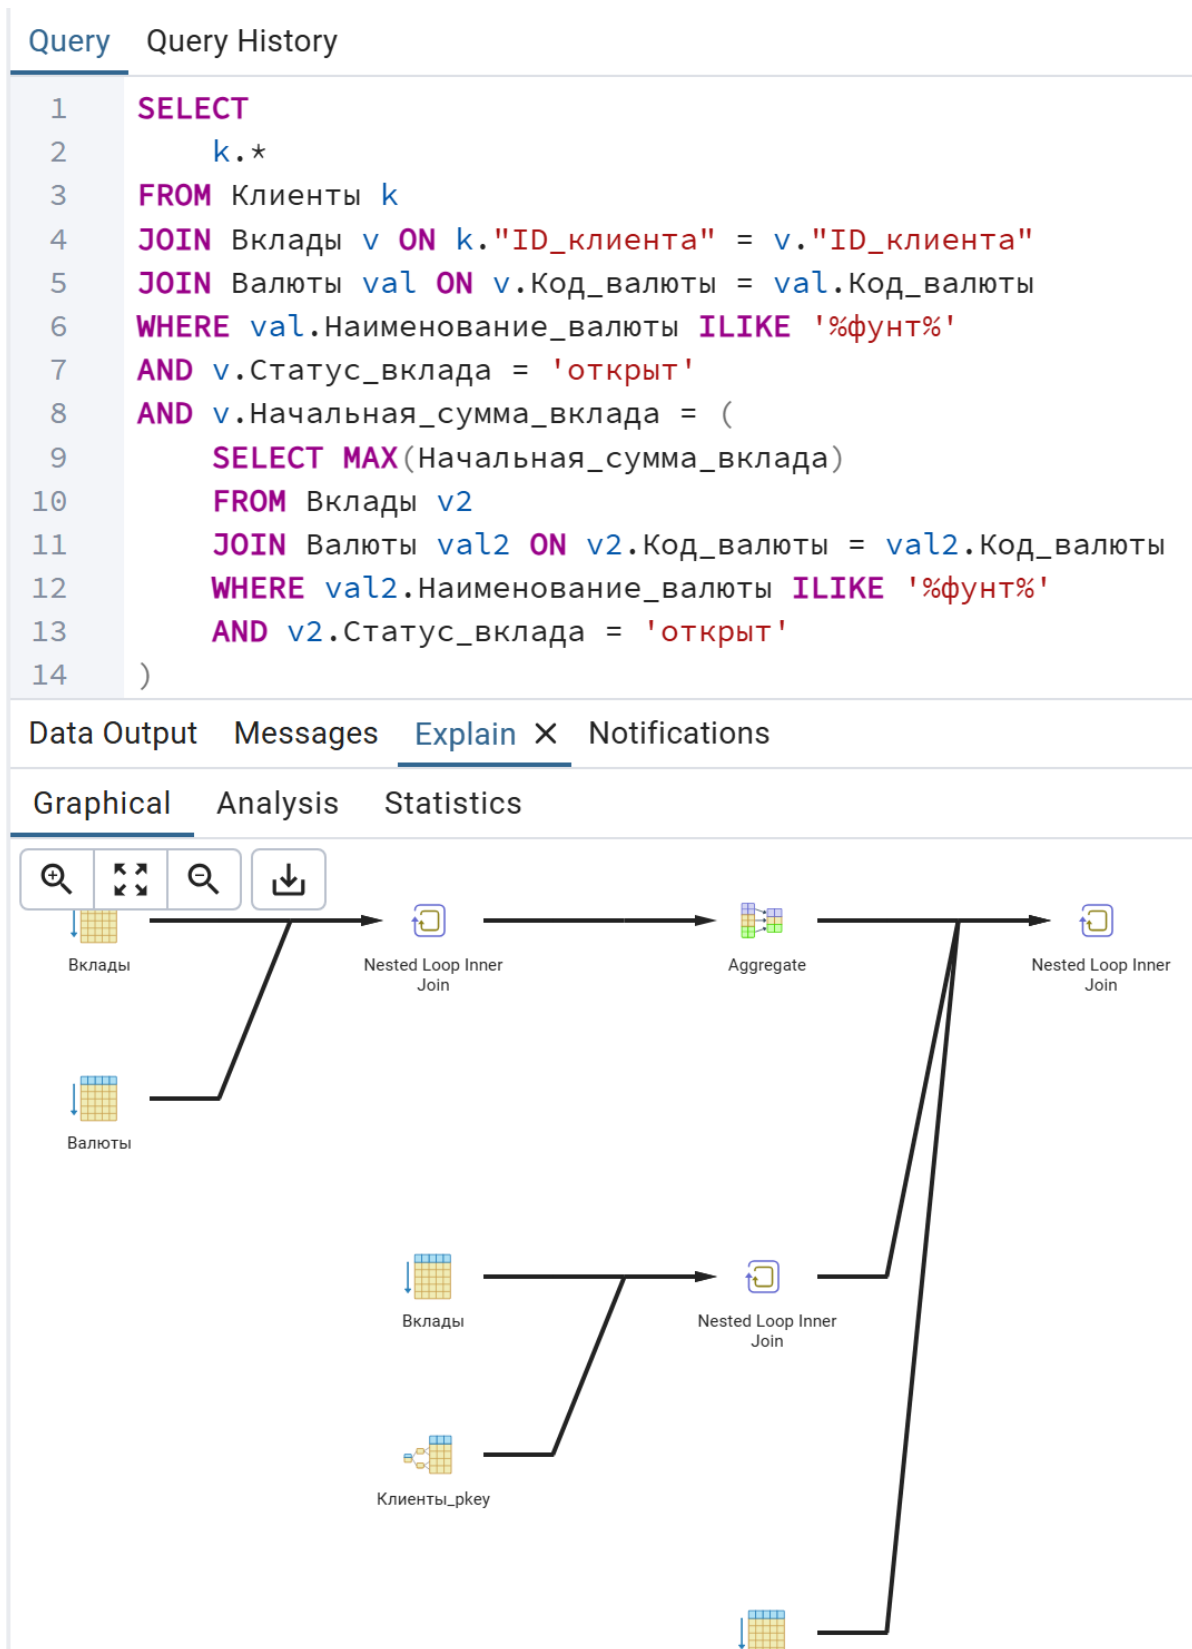 Query Query History
1 SELECT
2 k.*
3 FROM Клиенты k
4 JOIN Вклады v ON k."ID_клиента" = v."ID_клиента"
5 JOIN Валюты val ON v.Код_валюты = val.Код_валюты
6 WHERE val.Наименование_валюты ILIKE '%фунт%'
7 AND v.Статус_вклада = 'открыт'
8 AND v.Начальная_сумма_вклада = (
9 SELECT MAX(Начальная_сумма_вклада)
10 FROM Вклады v2
11 JOIN Валюты val2 ON v2.Код_валюты = val2.Код_валюты
12 WHERE val2.Наименование_валюты ILIKE '%фунт%'
13 AND v2.Статус_вклада = 'открыт'
14 )
Data Output Messages Explain Notifications
Graphical Analysis Statistics
Вклады
Nested Loop Inner
Join
Aggregate
Nested Loop Inner
Join
Валюты
Вклады
Nested Loop Inner
Join
Клиенты_pkey